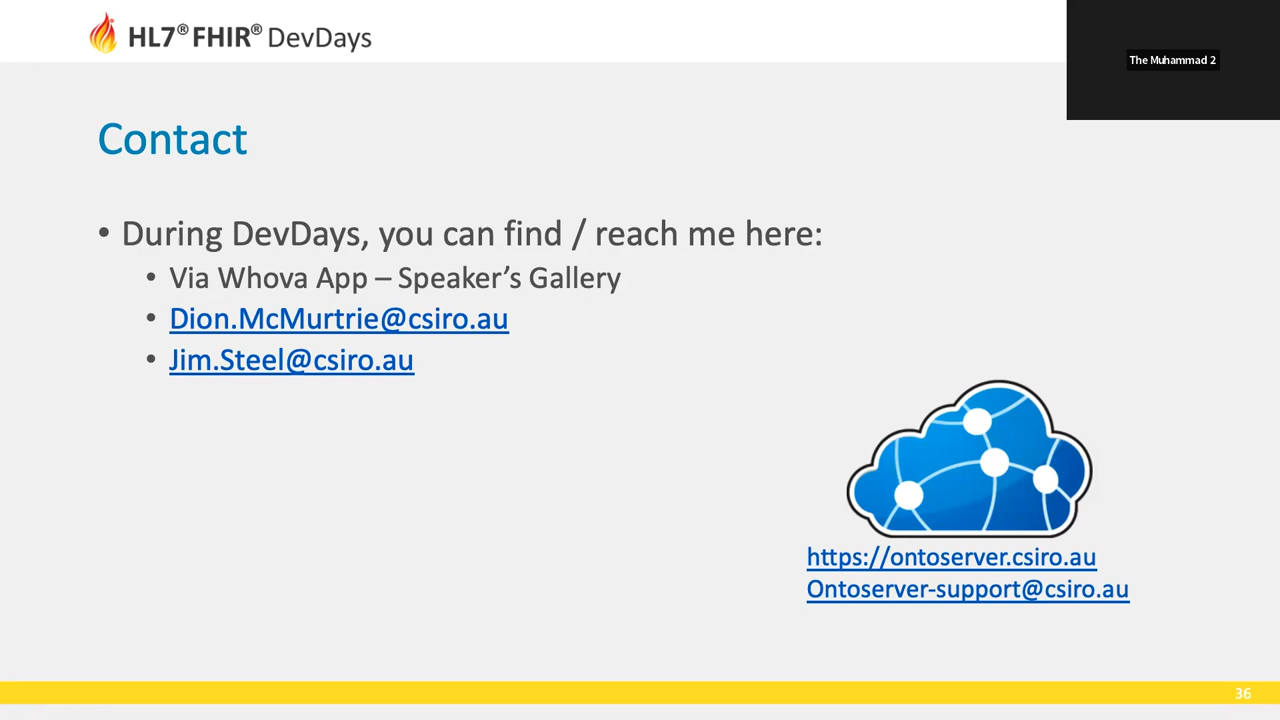 HL7® FHIR® DevDays
The Muhammad 2
Contact
• During DevDays, you can find / reach me here:
• Via Whova App – Speaker’s Gallery
• Dion.McMurtrie@csiro.au
• Jim.Steel@csiro.au
https://ontoserver.csiro.au
Ontoserver-support@csiro.au
36